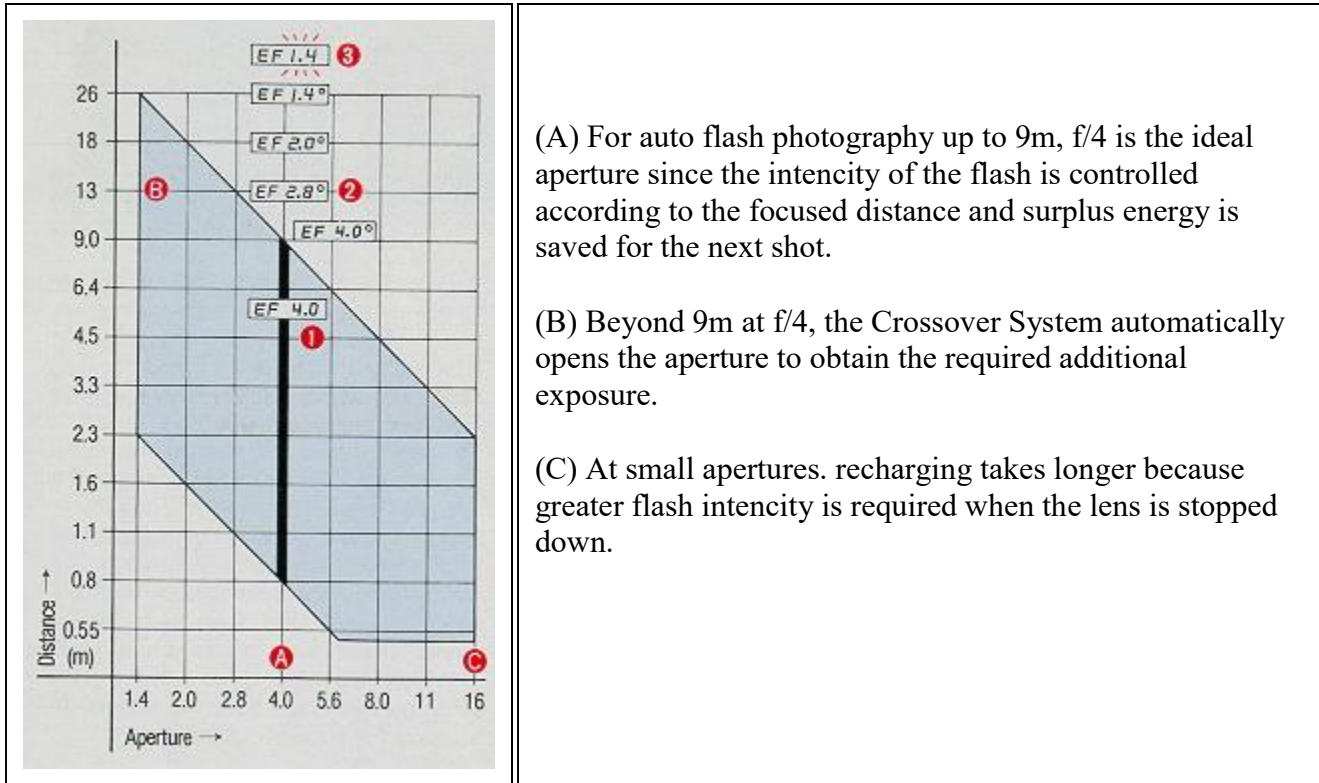 EF 1.4 3
26 EF 1.4°
18 EF 2.0°
B 13 EF 2.8° 2
9.0 EF 4.0°
6.4
EF 4.0
4.5 1
3.3
2.3
1.6
1.1
0.8
0.55
Distance →
(m)
A C
1.4 2.0 2.8 4.0 5.6 8.0 11 16
Aperture →
(A) For auto flash photography up to 9m, f/4 is the ideal
aperture since the intencity of the flash is controlled
according to the focused distance and surplus energy is
saved for the next shot.
(B) Beyond 9m at f/4, the Crossover System automatically
opens the aperture to obtain the required additional
exposure.
(C) At small apertures. recharging takes longer because
greater flash intencity is required when the lens is stopped
down.